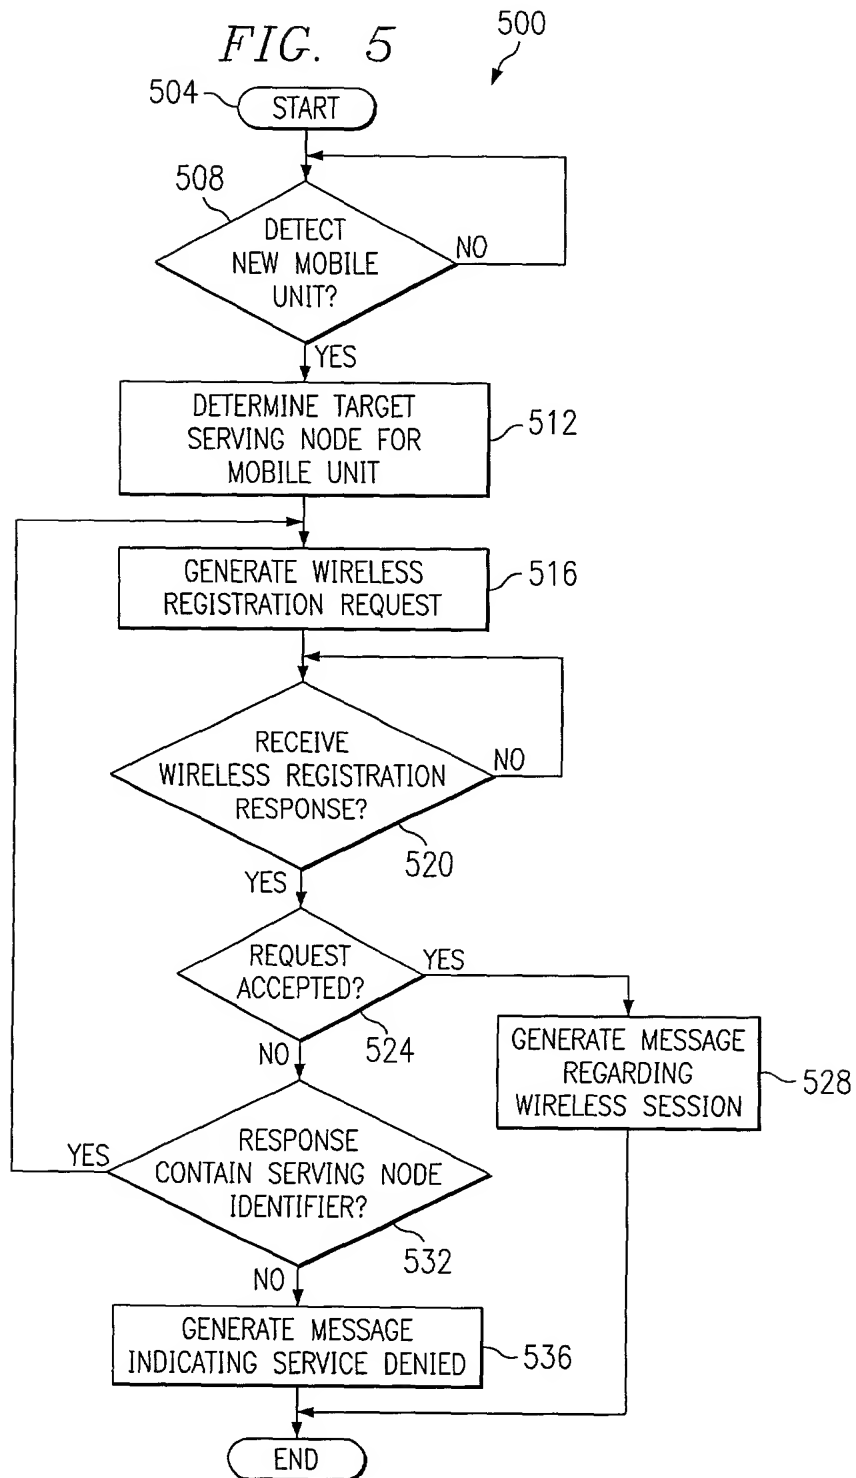 FIG. 5
500
504
START
508
DETECT
NEW MOBILE
UNIT?
NO
YES
DETERMINE TARGET
SERVING NODE FOR
MOBILE UNIT
512
GENERATE WIRELESS
REGISTRATION REQUEST
516
RECEIVE
WIRELESS REGISTRATION
RESPONSE?
NO
520
YES
REQUEST
ACCEPTED?
YES
524
NO
GENERATE MESSAGE
REGARDING
WIRELESS SESSION
528
RESPONSE
CONTAIN SERVING NODE
IDENTIFIER?
YES
532
NO
GENERATE MESSAGE
INDICATING SERVICE DENIED
536
END